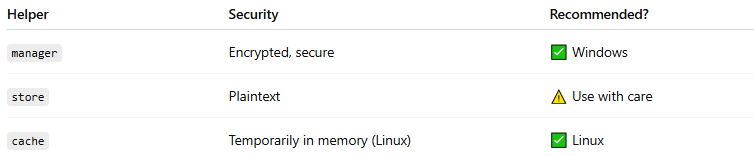 Helper Security Recommended?
manager Encrypted, secure ✅ Windows
store Plaintext ⚠️ Use with care
cache Temporarily in memory (Linux) ✅ Linux